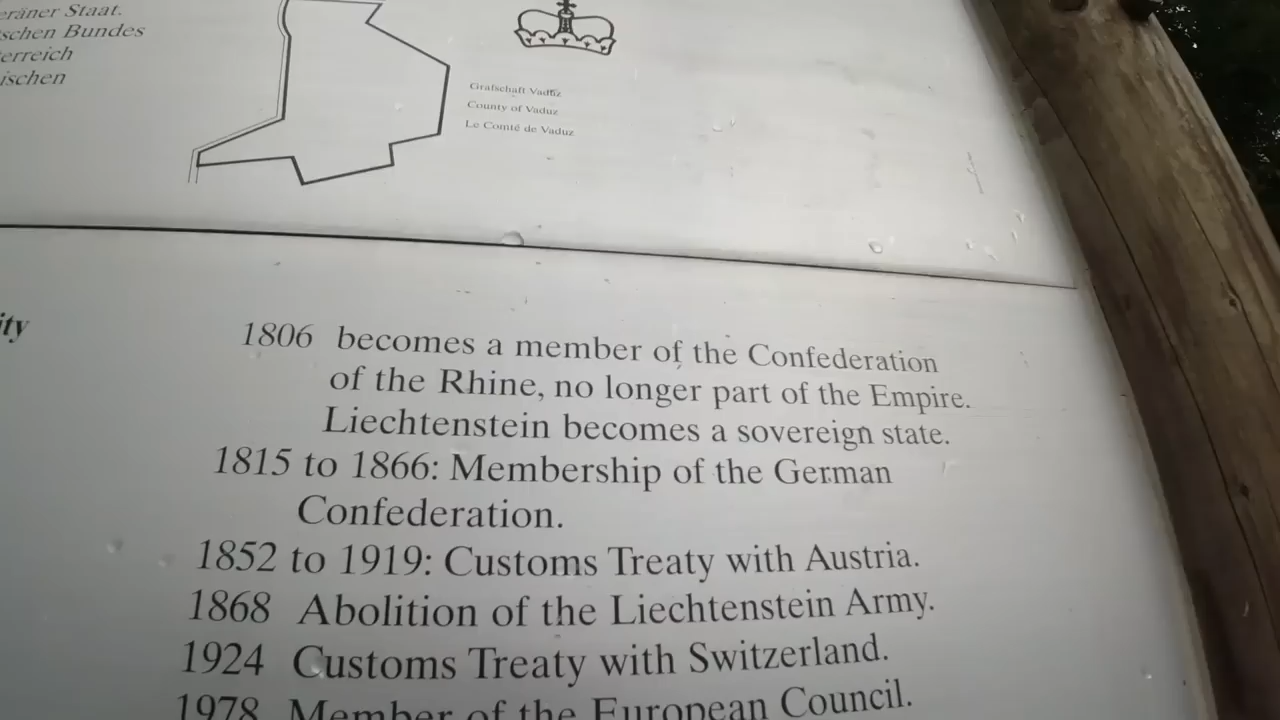 eräner Staat.
schen Bundes
erreich
ischen
Grafschaft Vaduz
County of Vaduz
Le Comté de Vaduz
ity
1806 becomes a member of the Confederation
of the Rhine, no longer part of the Empire.
Liechtenstein becomes a sovereign state.
1815 to 1866: Membership of the German
Confederation.
1852 to 1919: Customs Treaty with Austria.
1868 Abolition of the Liechtenstein Army.
1924 Customs Treaty with Switzerland.
1978 Member of the European Council.